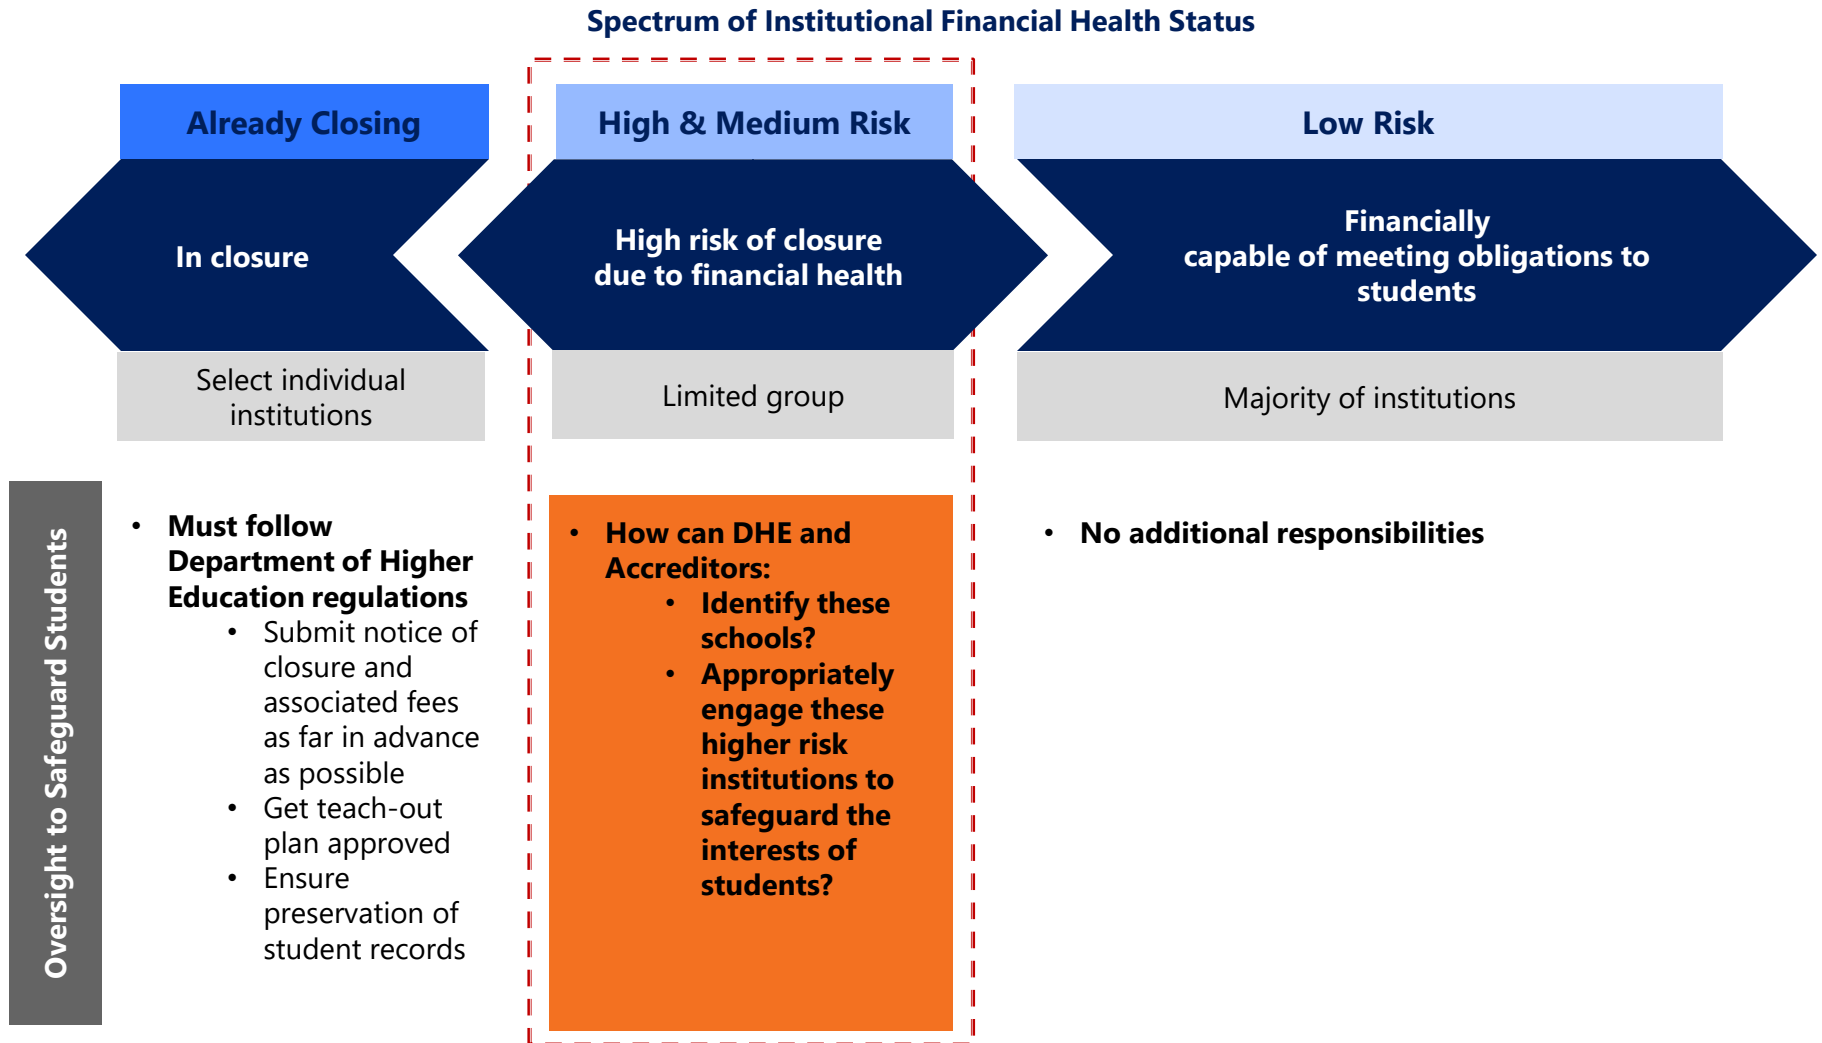 Spectrum of Institutional Financial Health Status
Already Closing
High & Medium Risk
Low Risk
In closure
High risk of closure
due to financial health
Financially
capable of meeting obligations to
students
Select individual
institutions
Limited group
Majority of institutions
Oversight to Safeguard Students
• Must follow
Department of Higher
Education regulations
• Submit notice of
closure and
associated fees
as far in advance
as possible
• Get teach-out
plan approved
• Ensure
preservation of
student records
• How can DHE and
Accreditors:
• Identify these
schools?
• Appropriately
engage these
higher risk
institutions to
safeguard the
interests of
students?
• No additional responsibilities